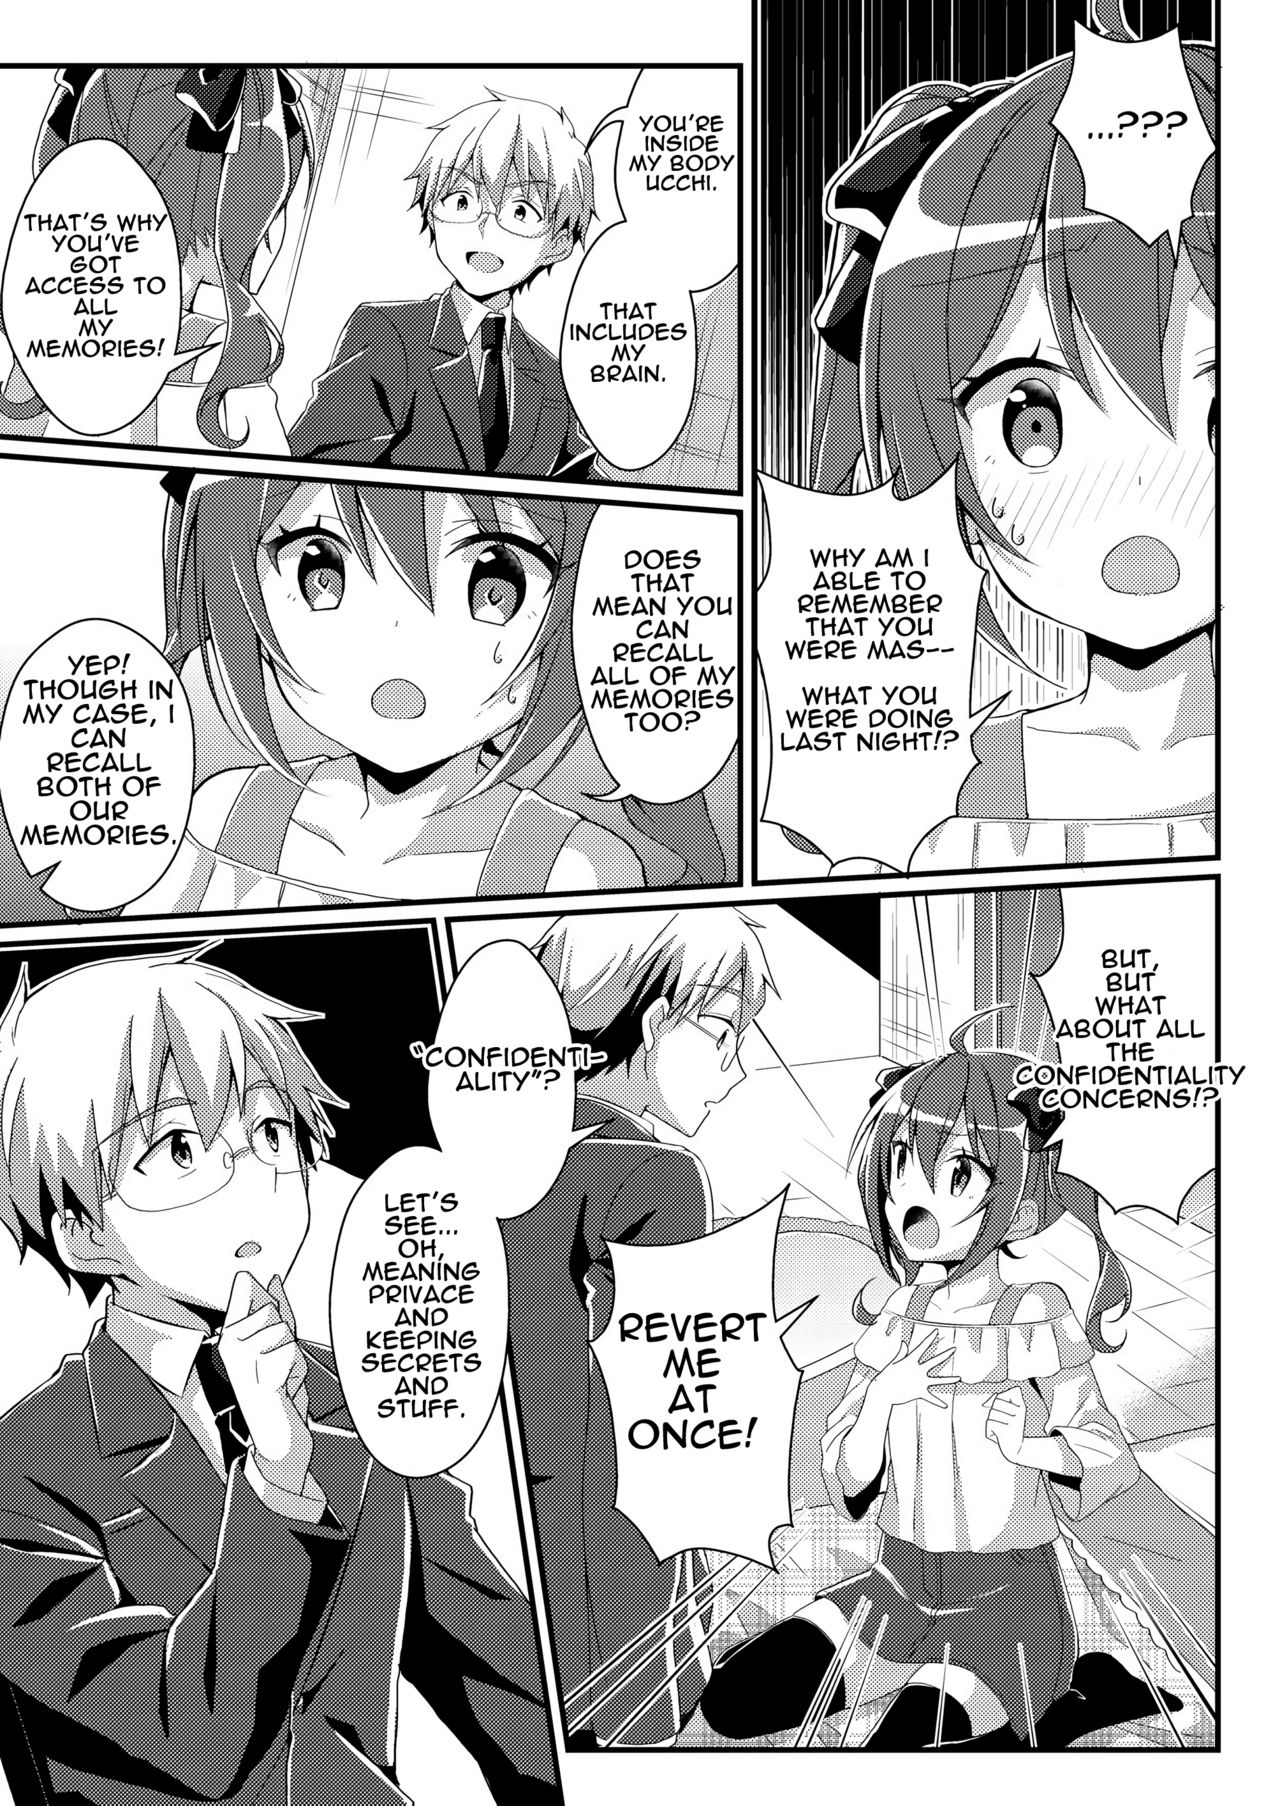 ...???
WHY AM I
ABLE TO
REMEMBER
THAT YOU
WERE MAS--
WHAT YOU
WERE DOING
LAST NIGHT!?
YOU'RE
INSIDE
MY BODY
UCCHI.
THAT
INCLUDES
MY
BRAIN.
THAT'S WHY
YOU'VE
GOT
ACCESS TO
ALL
MY
MEMORIES!
DOES
THAT
MEAN YOU
CAN
RECALL
ALL OF MY
MEMORIES
TOO?
YEP!
THOUGH IN
MY CASE, I
CAN
RECALL
BOTH OF
OUR
MEMORIES.
BUT,
BUT
WHAT
ABOUT ALL
THE
CONFIDENTIALITY
CONCERNS!?
REVERT
ME
AT
ONCE!
"CONFIDENTI-
ALITY"?
LET'S
SEE...
OH,
MEANING
PRIVACE
AND
KEEPING
SECRETS
AND
STUFF.